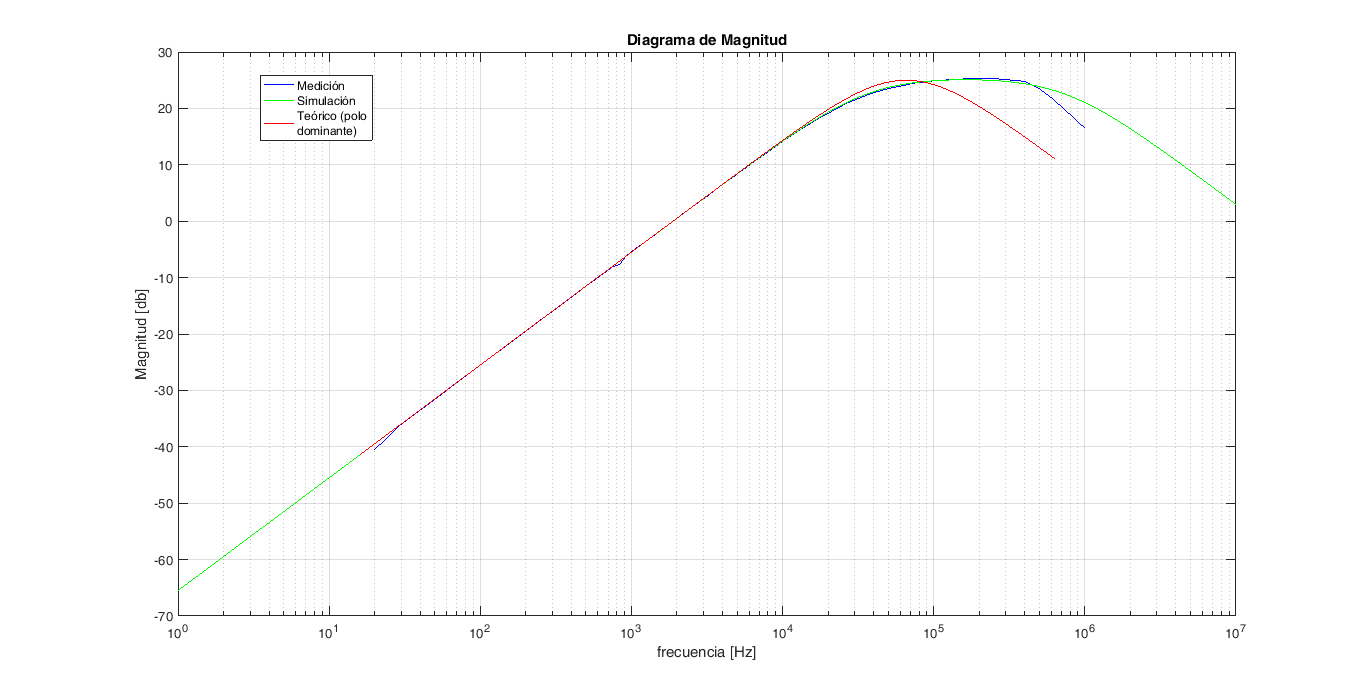 Diagrama de Magnitud
30
20
10
0
-10
-20
-30
-40
-50
-60
-70
Magnitud [db]
Medición
Simulación
Teórico (polo
dominante)
10^0 10^1 10^2 10^3 10^4 10^5 10^6 10^7
frecuencia [Hz]